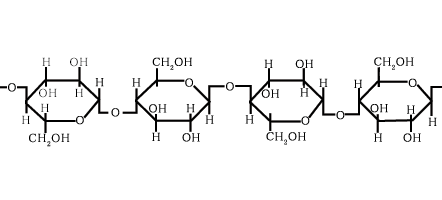 H OH CH₂OH H OH CH₂OH
O H H O O H H O
OH H OH H
H OH H H OH H
O O
H O H H O H
CH₂OH H OH CH₂OH H OH